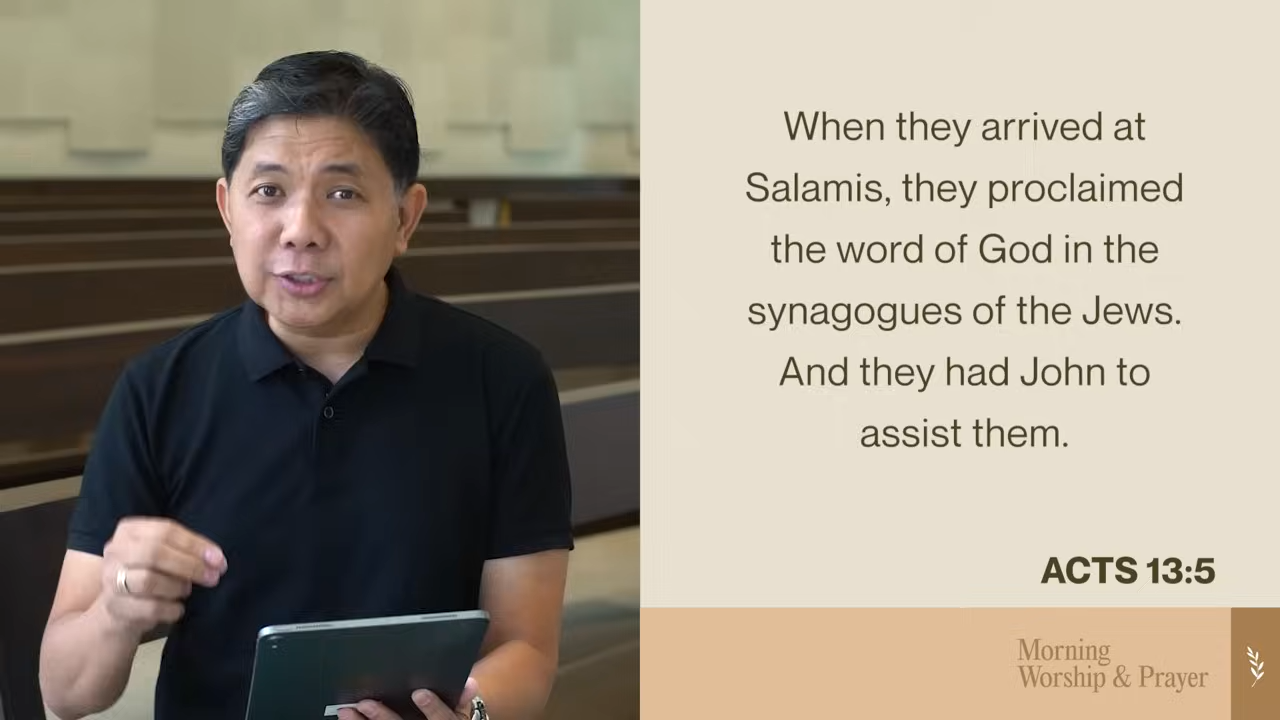 When they arrived at
Salamis, they proclaimed
the word of God in the
synagogues of the Jews.
And they had John to
assist them.
ACTS 13:5
Morning
Worship & Prayer